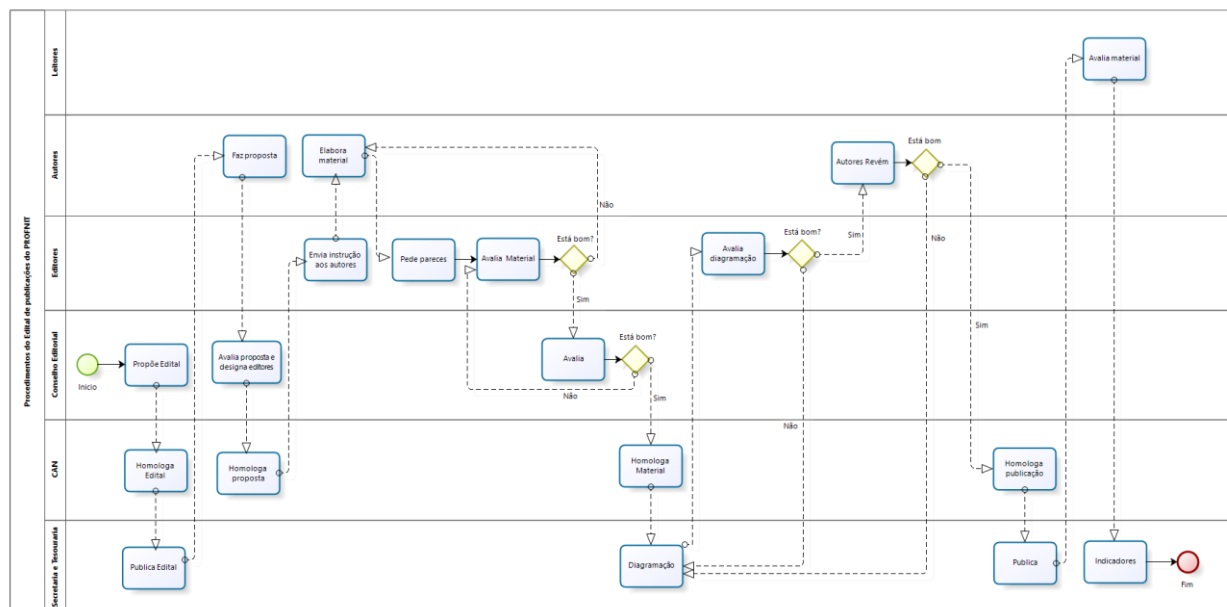 Procedimentos do Edital de publicações do PROFNIT
Leitores
Avalia material
Autores
Faz proposta
Elabora
material
Autores Revêm
Está bom
Não
Não
Editores
Envia instrução
aos autores
Pede pareces
Avalia Material
Está bom?
Sim
Avalia
diagramação
Está bom?
Sim
Sim
Conselho Editorial
Inicio
Propõe Edital
Avalia proposta e
designa editores
Avalia
Está bom?
Não
Sim
CAN
Homologa
Edital
Homologa
proposta
Homologa
Material
Não
Homologa
publicação
Secretaria e Tesouraria
Publica Edital
Diagramação
Publica
Indicadores
Fim